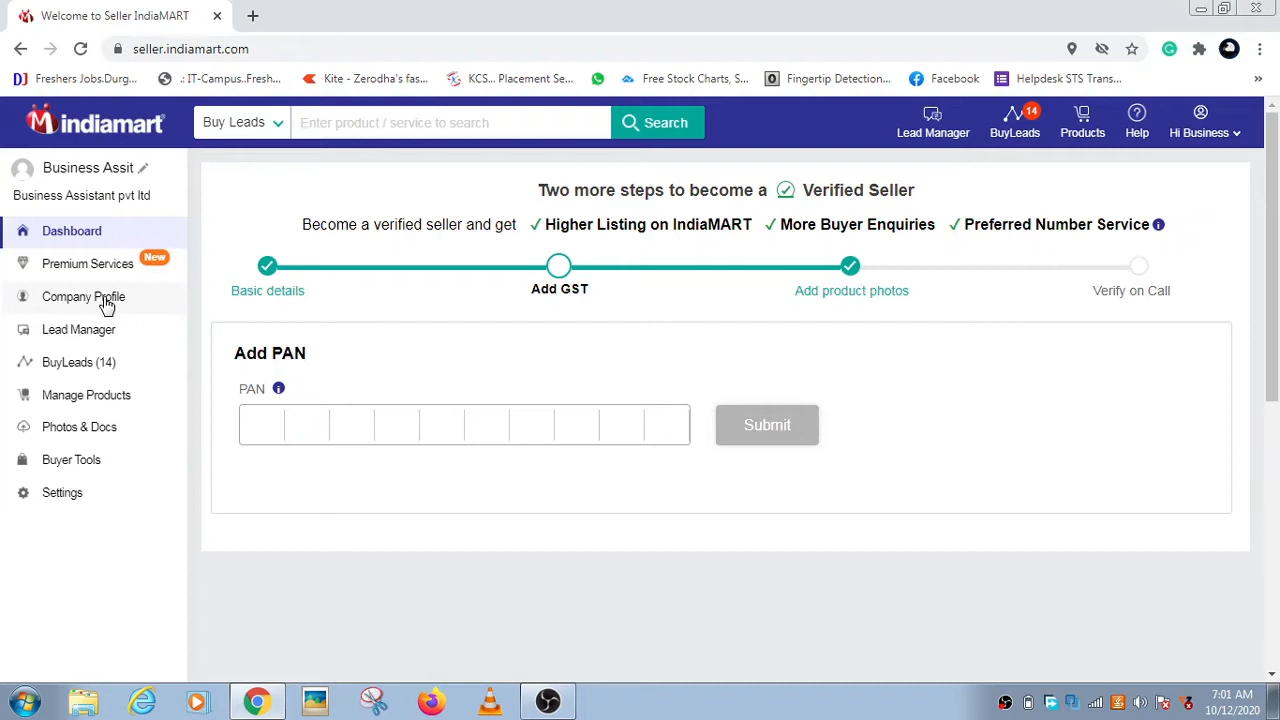 Welcome to Seller IndiaMART
seller.indiamart.com
Freshers Jobs.Durg...
.: IT-Campus..Fresh...
Kite - Zerodha's fas...
KCS... Placement Se...
Free Stock Charts, S...
Fingertip Detection...
Facebook
Helpdesk STS Trans...
»
indiamart
Buy Leads
Enter product / service to search
Search
14
Lead Manager
BuyLeads
Products
Help
Hi Business
Business Assit
Business Assistant pvt ltd
Dashboard
Premium Services
New
Company Profile
Lead Manager
BuyLeads (14)
Manage Products
Photos & Docs
Buyer Tools
Settings
Two more steps to become a Verified Seller
Become a verified seller and get ✓ Higher Listing on IndiaMART ✓ More Buyer Enquiries ✓ Preferred Number Service
Basic details
Add GST
Add product photos
Verify on Call
Add PAN
PAN
Submit
7:01 AM
10/12/2020